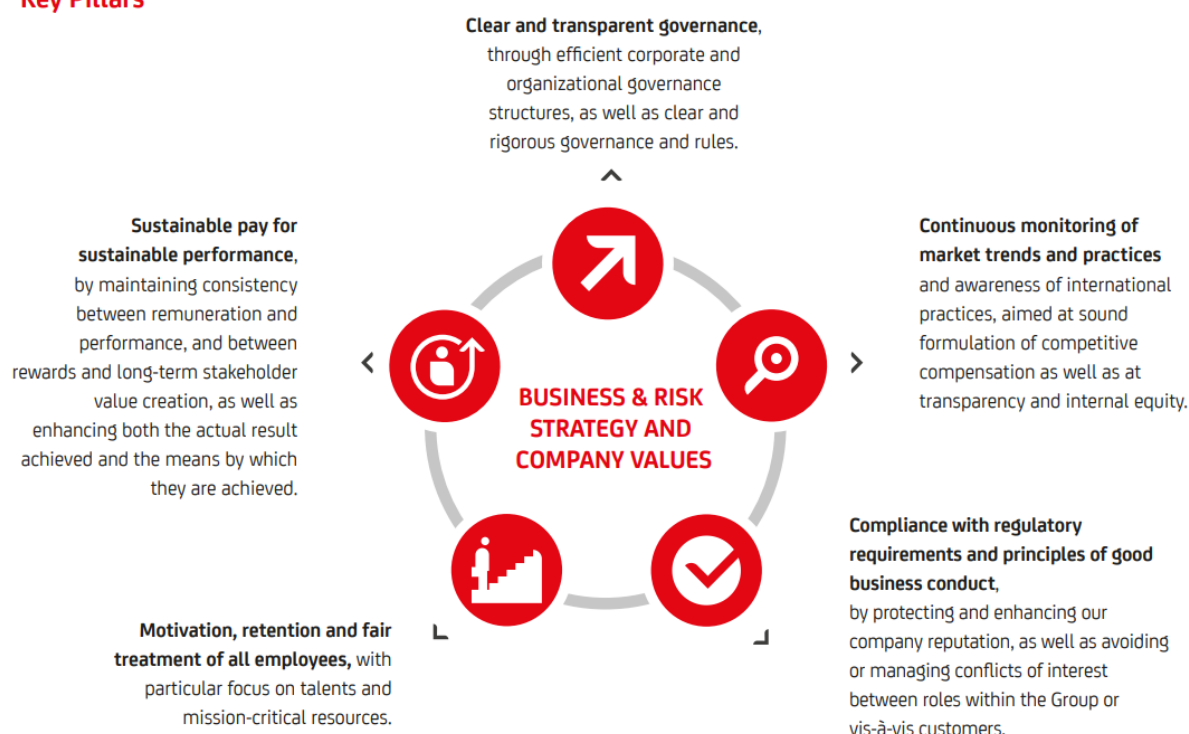 Key Pillars
Clear and transparent governance,
through efficient corporate and
organizational governance
structures, as well as clear and
rigorous governance and rules.
Sustainable pay for
sustainable performance,
by maintaining consistency
between remuneration and
performance, and between
rewards and long-term stakeholder
value creation, as well as
enhancing both the actual result
achieved and the means by which
they are achieved.
Continuous monitoring of
market trends and practices
and awareness of international
practices, aimed at sound
formulation of competitive
compensation as well as at
transparency and internal equity.
BUSINESS & RISK
STRATEGY AND
COMPANY VALUES
Motivation, retention and fair
treatment of all employees, with
particular focus on talents and
mission-critical resources.
Compliance with regulatory
requirements and principles of good
business conduct,
by protecting and enhancing our
company reputation, as well as avoiding
or managing conflicts of interest
between roles within the Group or
vis-à-vis customers.